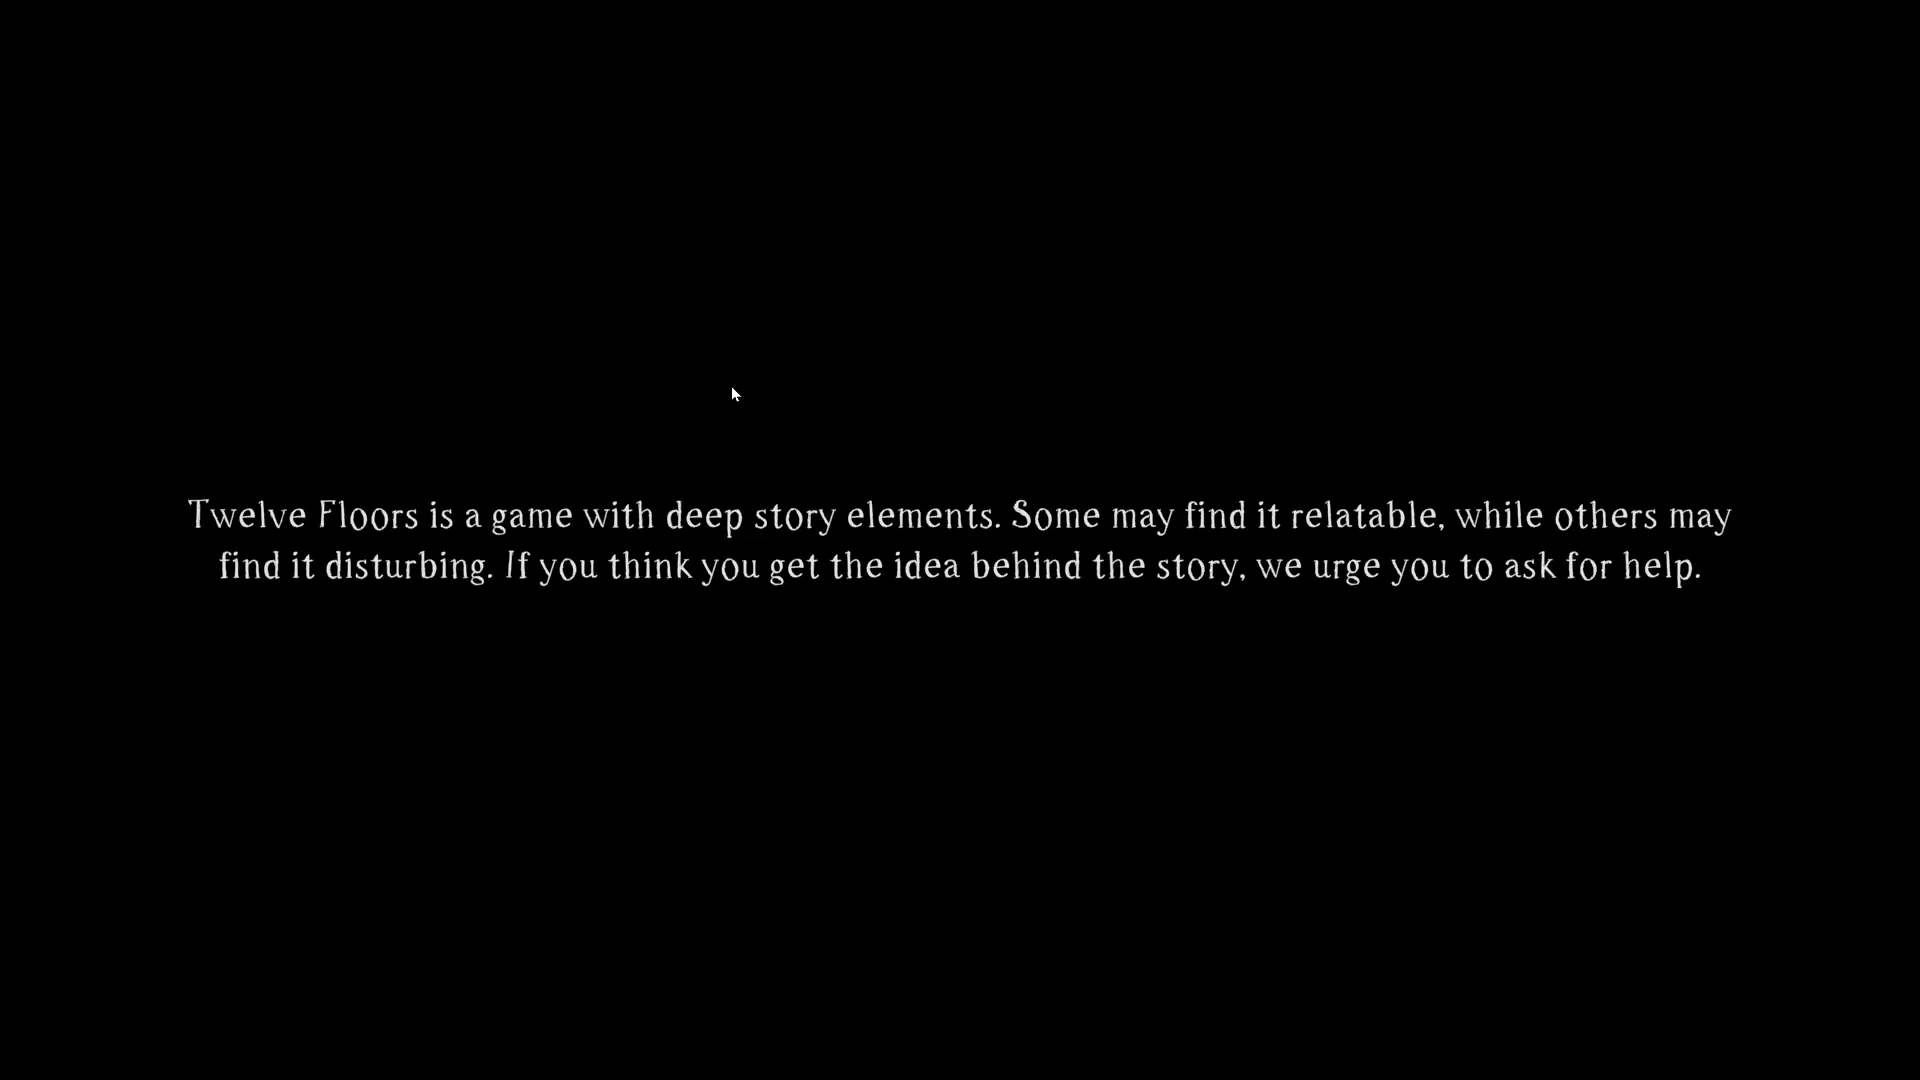 Twelve Floors is a game with deep story elements. Some may find it relatable, while others may
find it disturbing. If you think you get the idea behind the story, we urge you to ask for help.